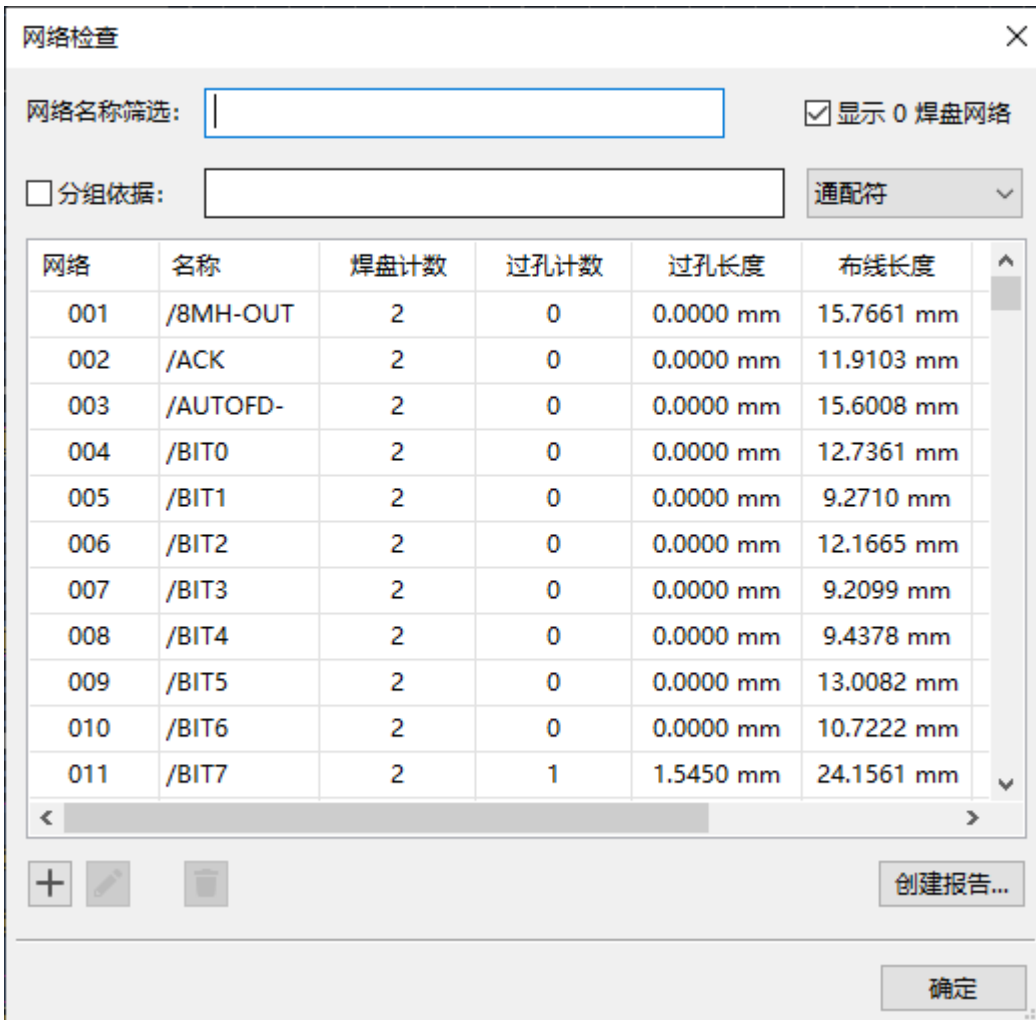 网络检查
网络名称筛选: 显示 0 焊盘网络
分组依据: 通配符
网络 名称 焊盘计数 过孔计数 过孔长度 布线长度
001 /8MH-OUT 2 0 0.0000 mm 15.7661 mm
002 /ACK 2 0 0.0000 mm 11.9103 mm
003 /AUTOFD- 2 0 0.0000 mm 15.6008 mm
004 /BIT0 2 0 0.0000 mm 12.7361 mm
005 /BIT1 2 0 0.0000 mm 9.2710 mm
006 /BIT2 2 0 0.0000 mm 12.1665 mm
007 /BIT3 2 0 0.0000 mm 9.2099 mm
008 /BIT4 2 0 0.0000 mm 9.4378 mm
009 /BIT5 2 0 0.0000 mm 13.0082 mm
010 /BIT6 2 0 0.0000 mm 10.7222 mm
011 /BIT7 2 1 1.5450 mm 24.1561 mm
创建报告...
确定